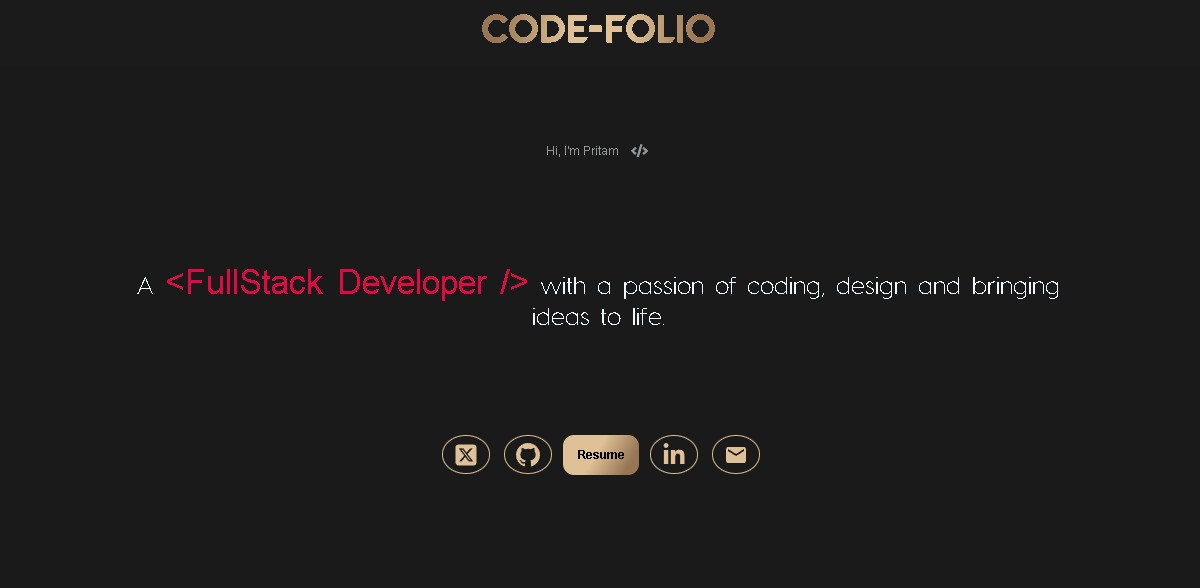 CODE-FOLIO
Hi, I'm Pritam </>
A <FullStack Developer /> with a passion of coding, design and bringing
ideas to life.
Resume